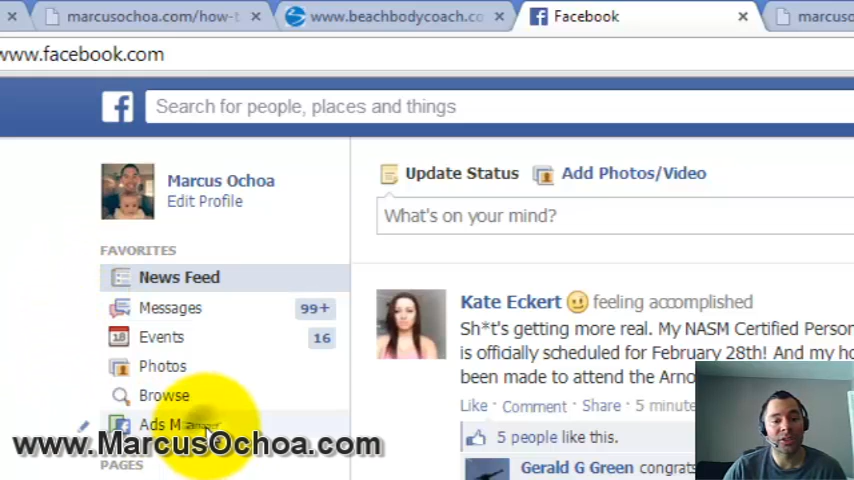 marcusochoa.com/how-t
www.beachbodycoach.co
Facebook
marcuso
www.facebook.com
Search for people, places and things
Marcus Ochoa
Edit Profile
Update Status
Add Photos/Video
What's on your mind?
FAVORITES
News Feed
Messages 99+
Events 16
Photos
Browse
Ads Manager
www.MarcusOchoa.com
PAGES
Kate Eckert feeling accomplished
Sh*t's getting more real. My NASM Certified Person
is officially scheduled for February 28th! And my ho
been made to attend the Arno
Like · Comment · Share · 5 minute
5 people like this.
Gerald G Green congrats